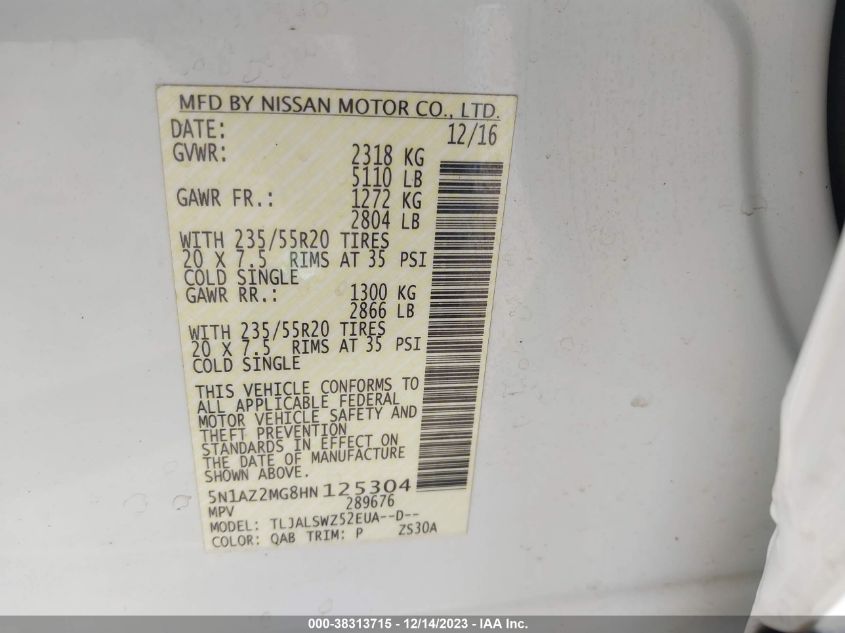 MFD BY NISSAN MOTOR CO., LTD.
DATE: 12/16
GVWR: 2318 KG
5110 LB
GAWR FR.: 1272 KG
2804 LB
WITH 235/55R20 TIRES
20 X 7.5 RIMS AT 35 PSI
COLD SINGLE
GAWR RR.: 1300 KG
2866 LB
WITH 235/55R20 TIRES
20 X 7.5 RIMS AT 35 PSI
COLD SINGLE
THIS VEHICLE CONFORMS TO
ALL APPLICABLE FEDERAL
MOTOR VEHICLE SAFETY AND
THEFT PREVENTION
STANDARDS IN EFFECT ON
THE DATE OF MANUFACTURE
SHOWN ABOVE.
5N1AZ2MG8HN125304
MPV 289676
MODEL: TLJALSWZ52EUA--D--
COLOR: QAB TRIM: P ZS30A
000-38313715 - 12/14/2023 - IAA Inc.